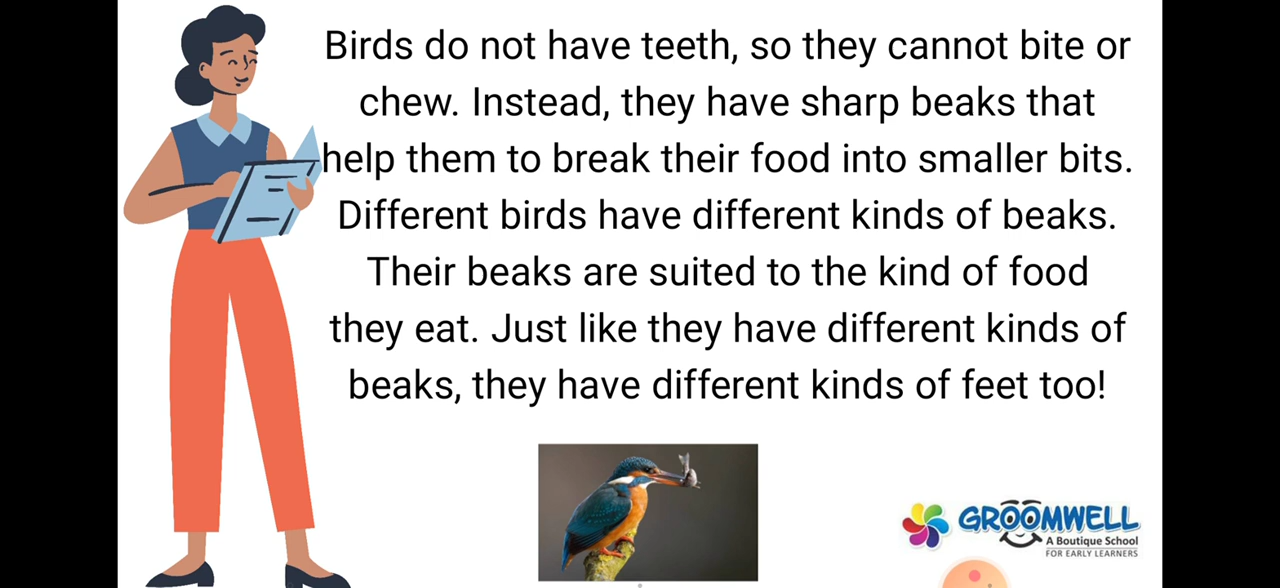 Birds do not have teeth, so they cannot bite or
chew. Instead, they have sharp beaks that
help them to break their food into smaller bits.
Different birds have different kinds of beaks.
Their beaks are suited to the kind of food
they eat. Just like they have different kinds of
beaks, they have different kinds of feet too!
GROOMWELL
A Boutique School
FOR EARLY LEARNERS